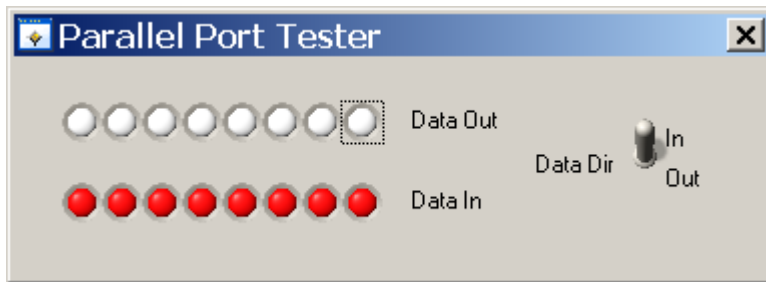 Parallel Port Tester
Data Out
In
Data Dir
Out
Data In